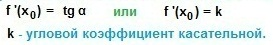 f '(x₀) = tg α или f '(x₀) = k
k - угловой коэффициент касательной.